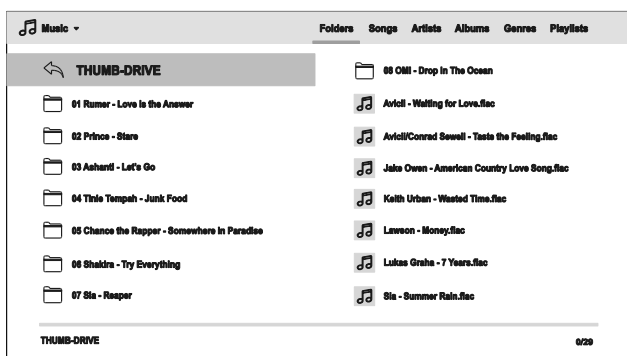 Music
Folders Songs Artists Albums Genres Playlists
THUMB-DRIVE
01 Rumer - Love is the Answer
02 Prince - Stare
03 Ashanti - Let's Go
04 Tinie Tempah - Junk Food
05 Chance the Rapper - Somewhere in Paradise
06 Shakira - Try Everything
07 Sia - Reaper
08 OMI - Drop in The Ocean
Avicii - Waiting for Love.flac
Avicii/Conrad Sewell - Taste the Feeling.flac
Jake Owen - American Country Love Song.flac
Keith Urban - Wasted Time.flac
Lawson - Money.flac
Lukas Graha - 7 Years.flac
Sia - Summer Rain.flac
THUMB-DRIVE
0/29